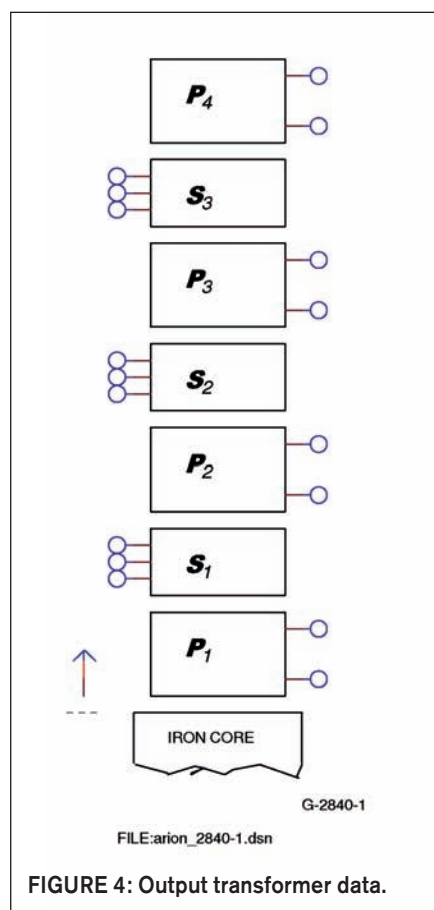 P4
S3
P3
S2
P2
S1
P1
IRON CORE
G-2840-1
FILE:arion_2840-1.dsn
FIGURE 4: Output transformer data.